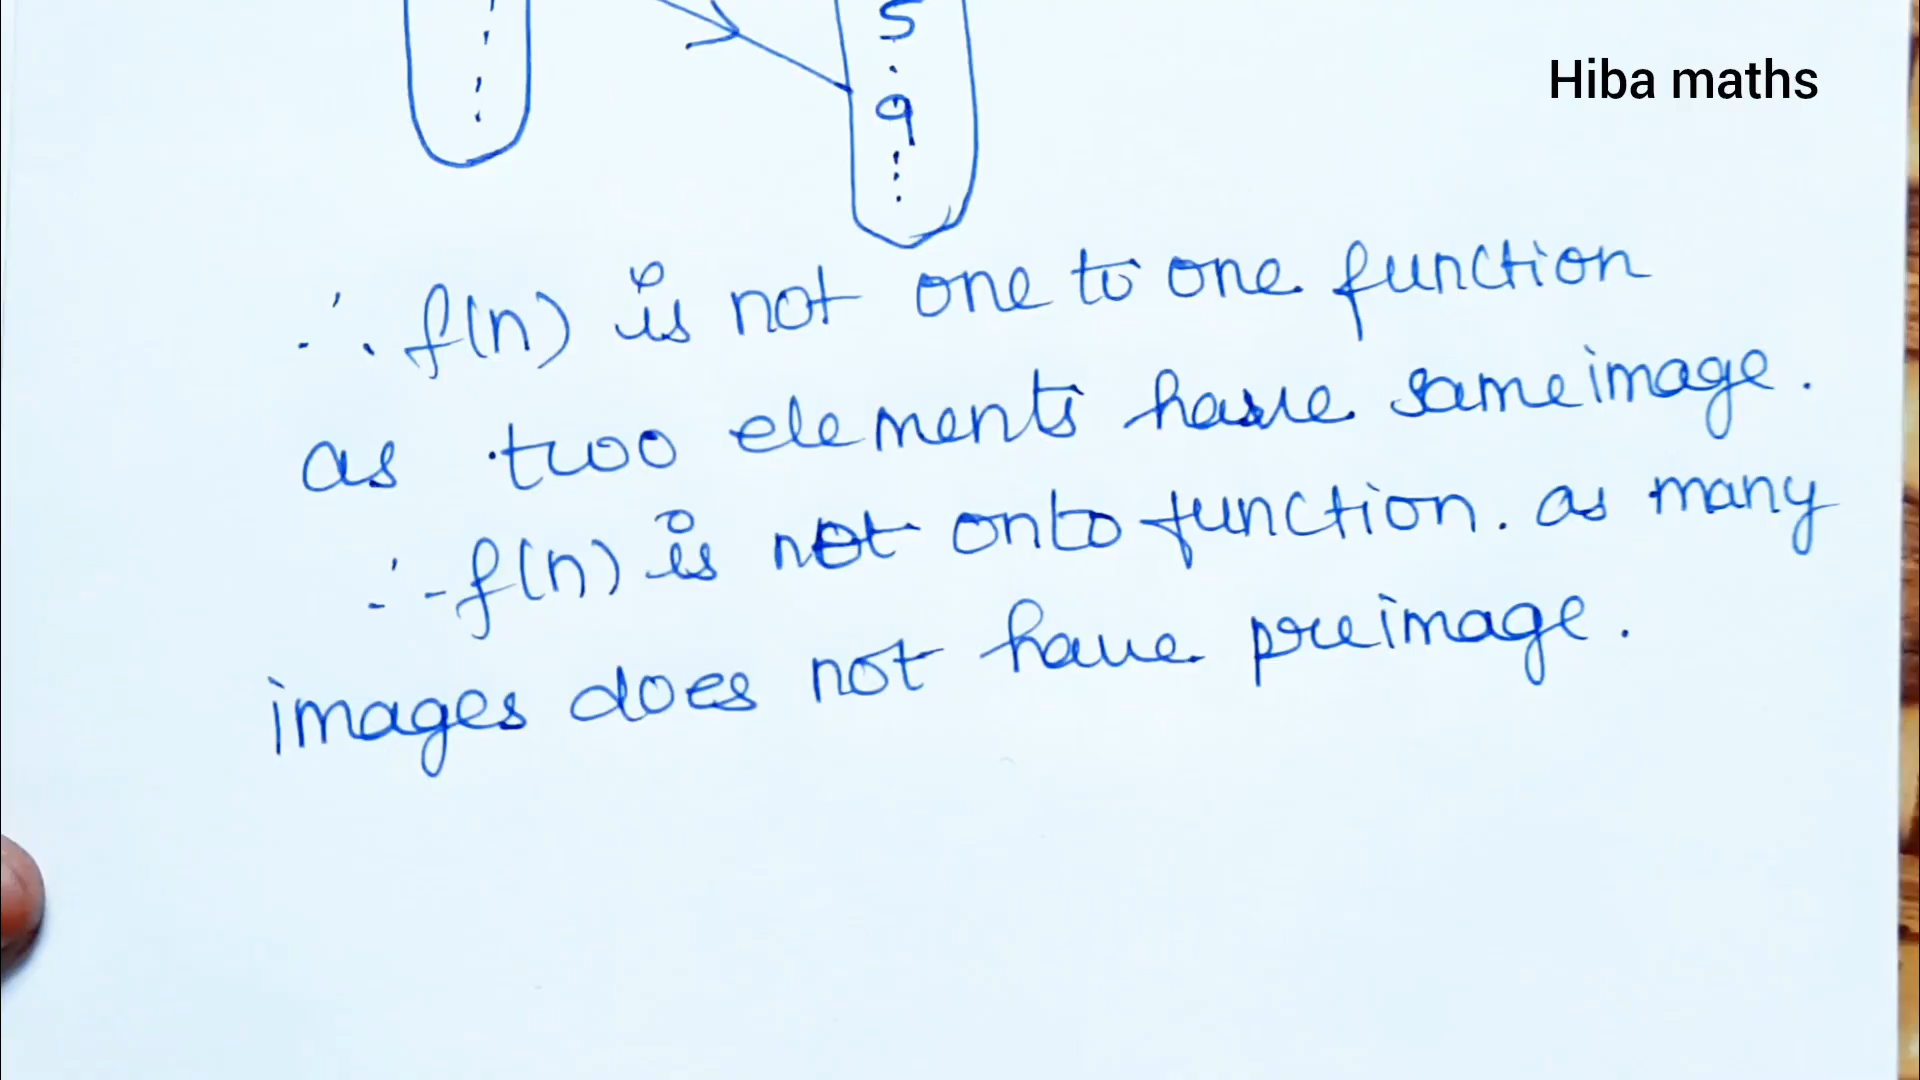 5
9
Hiba maths
∴ f(n) is not one to one function
as two elements have same image.
∴ f(n) is not onto function. as many
images does not have preimage.